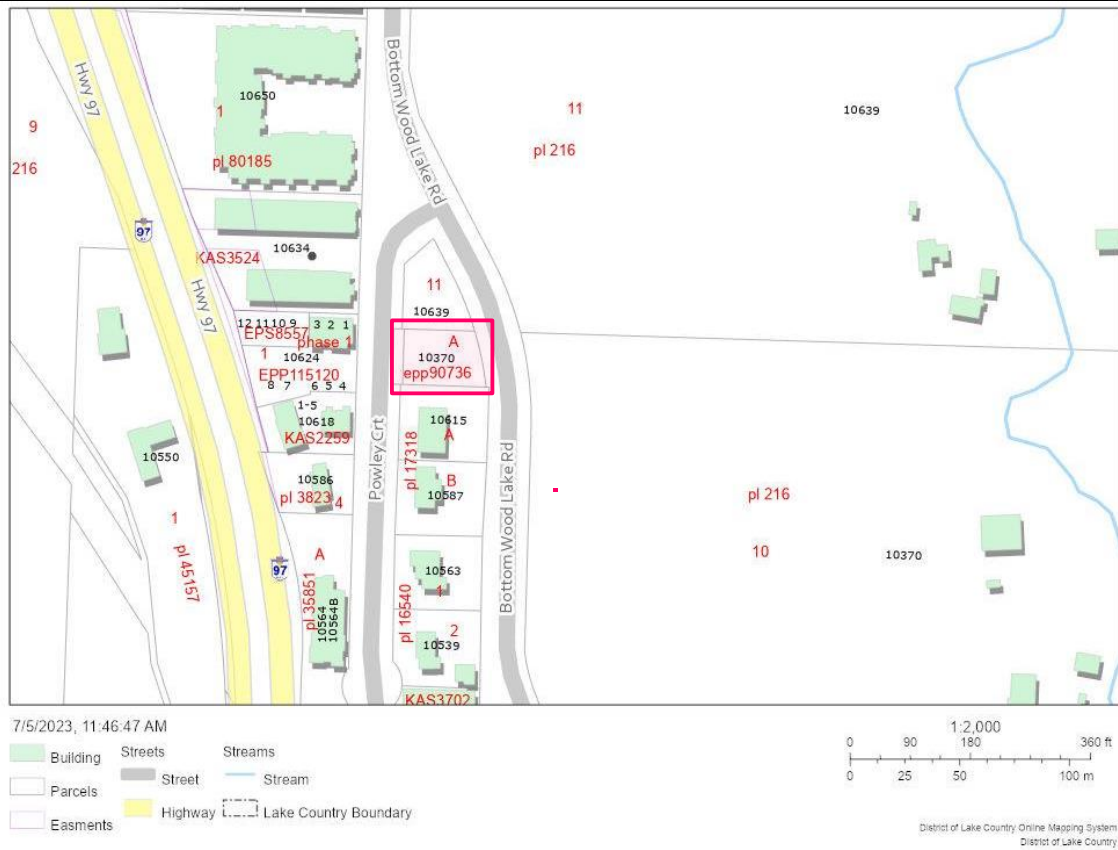 Hwy 97
10650
1
pl 80185
9
216
Bottom Wood Lake Rd
11
pl 216
10639
97
10634
KAS3524
Hwy 97
11
10639
12 11 10 9
3 2 1
EPS8557
phase 1
1
10624
EPP115120
8 7
6 5 4
A
10370
epp90736
1-5
10618
KAS2259
10615
A
pl 17318
10550
10586
pl 3823
4
Powley Crt
B
10587
Bottom Wood Lake Rd
pl 216
10
10370
1
pl 45157
97
A
pl 35851
10564
10564B
10563
1
pl 16540
2
10539
KAS3702
7/5/2023, 11:46:47 AM
Building
Parcels
Easments
Streets
Street
Highway
Streams
Stream
Lake Country Boundary
1:2,000
0 90 180 360 ft
0 25 50 100 m
District of Lake Country Online Mapping System
District of Lake Country